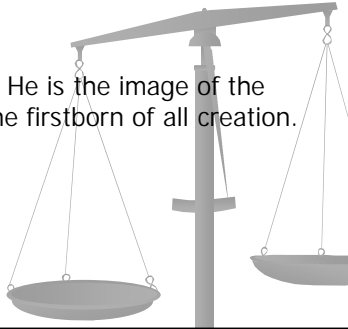 He is the image of the
he firstborn of all creation.